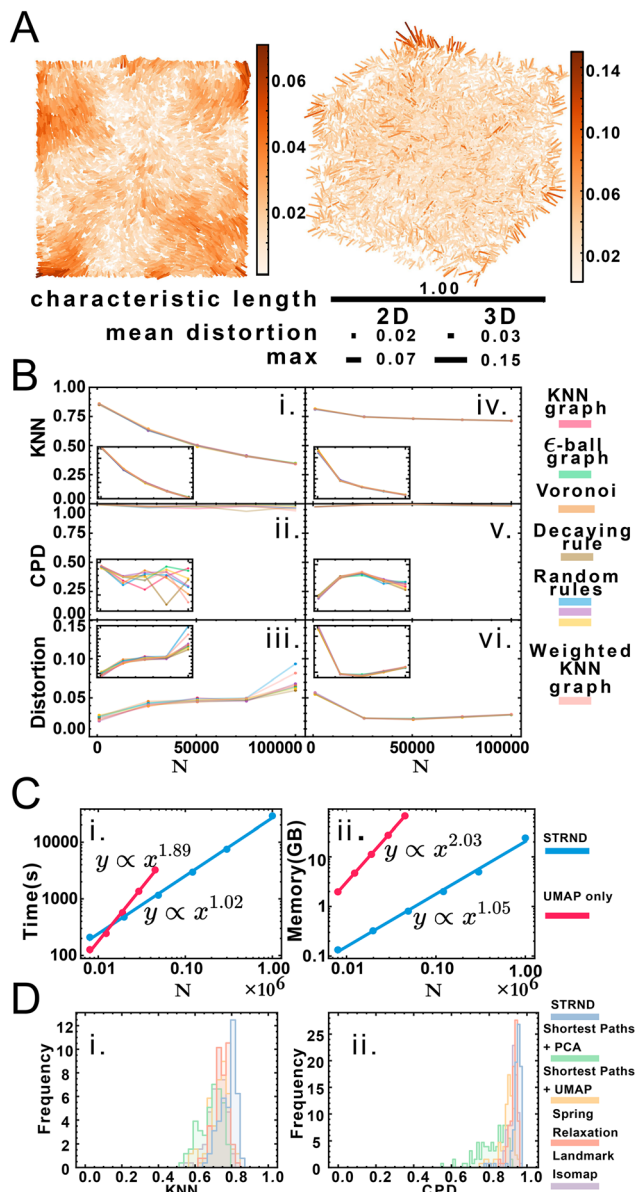 A
0.06
0.04
0.02
0.14
0.10
0.06
0.02
characteristic length
1.00
2D 3D
mean distortion 0.02 0.03
max 0.07 0.15
B
KNN
1.00
0.75
0.50
0.25
0.00
i.
iv.
CPD
0.50
0.25
0.00
ii.
v.
Distortion
0.15
0.10
0.05
0.00
iii.
vi.
0 50000 100000
N
0 50000 100000
N
KNN
graph
ϵ-ball
graph
Voronoi
Decaying
rule
Random
rules
Weighted
KNN
graph
C
Time(s)
10000
1000
100
i.
y ∝ x^1.89
y ∝ x^1.02
0.01 0.10 1.00
×10^6
N
Memory(GB)
10
1
0.1
ii.
y ∝ x^2.03
y ∝ x^1.05
0.01 0.10 1.00
×10^6
N
STRND
UMAP only
D
Frequency
12
10
8
6
4
2
0
i.
0.0 0.2 0.4 0.6 0.8 1.0
KNN
Frequency
25
20
15
10
5
0
ii.
0.0 0.2 0.4 0.6 0.8 1.0
CPD
STRND
Shortest Paths
+ PCA
Shortest Paths
+ UMAP
Spring
Relaxation
Landmark
Isomap